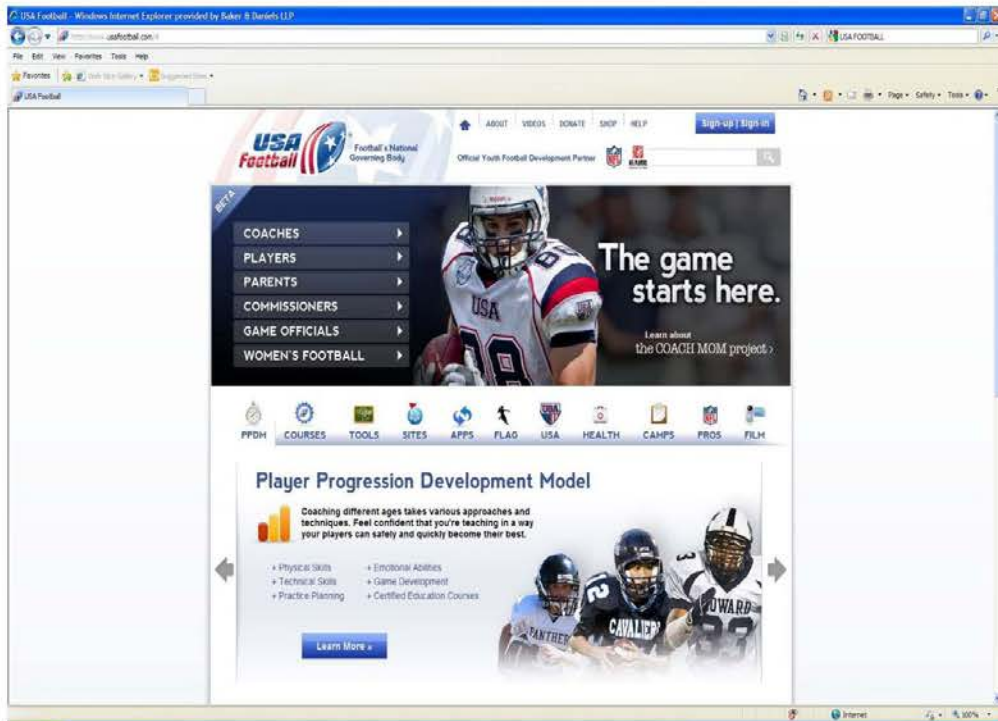 USA Football - Windows Internet Explorer provided by Baker & Daniels LLP
usafootball.com
USA FOOTBALL
File Edit View Favorites Tools Help
Favorites
USA Football
Page Safety Tools
ABOUT VIDEOS DONATE SHOP HELP
Sign-up | Sign-in
USA
Football
Football's National
Governing Body
Official Youth Football Development Partner
BETA
COACHES
PLAYERS
PARENTS
COMMISSIONERS
GAME OFFICIALS
WOMEN'S FOOTBALL
USA
88
The game
starts here.
Learn about
the COACH MOM project >
PPDM COURSES TOOLS SITES APPS FLAG USA HEALTH CAMPS PROS FILM
Player Progression Development Model
Coaching different ages takes various approaches and
techniques. Feel confident that you're teaching in a way
your players can safely and quickly become their best.
+ Physical Skills + Emotional Abilities
+ Technical Skills + Game Development
+ Practice Planning + Certified Education Courses
PANTHER
12
CAVALIERS
3
HOWARD
33
Learn More »
Internet
100%